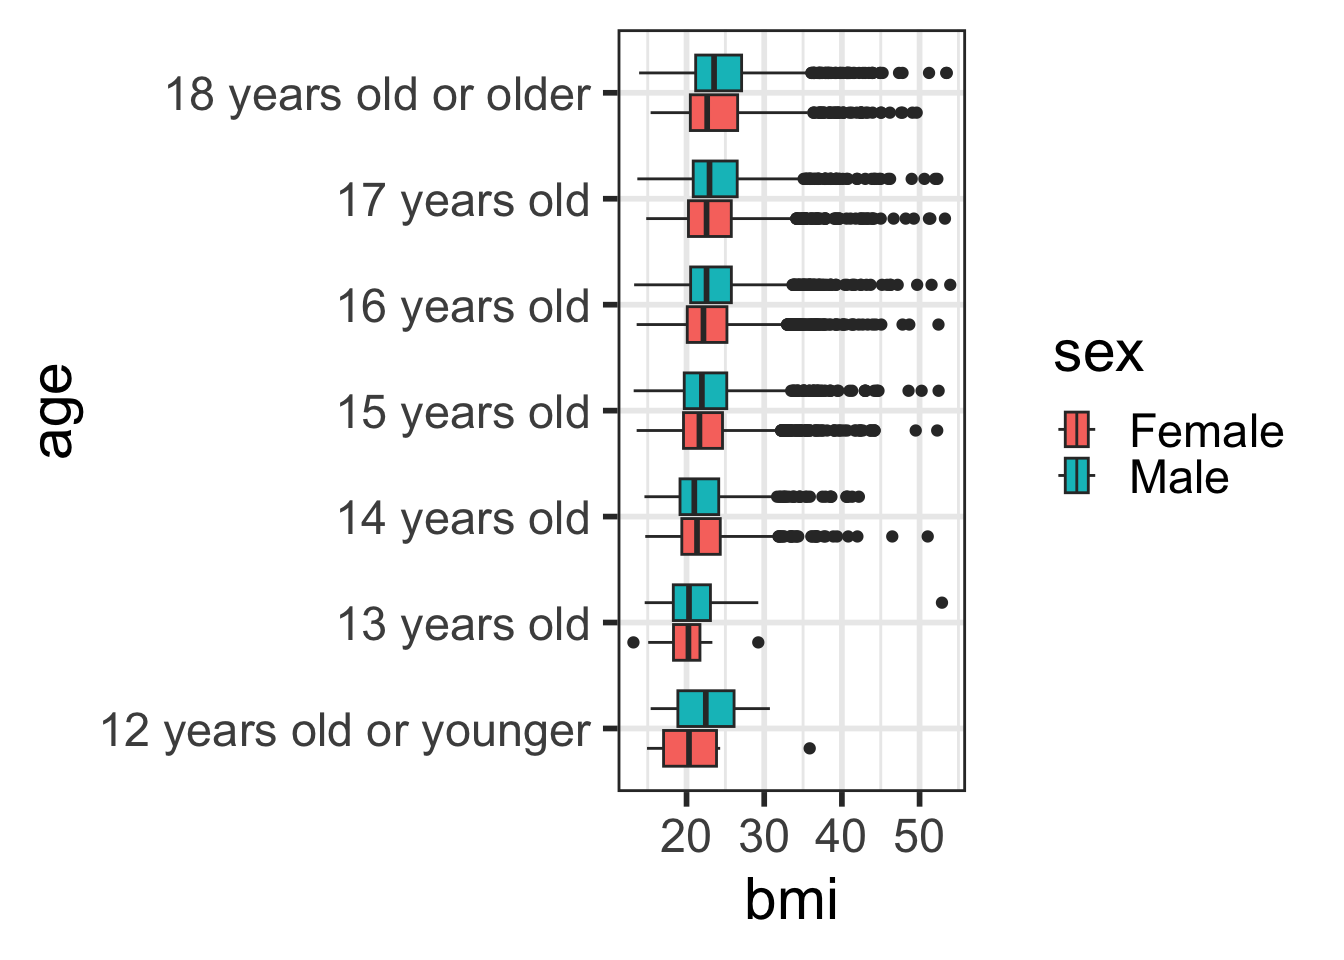 18 years old or older
17 years old
16 years old
15 years old
14 years old
13 years old
12 years old or younger
age
20 30 40 50
bmi
sex
Female
Male